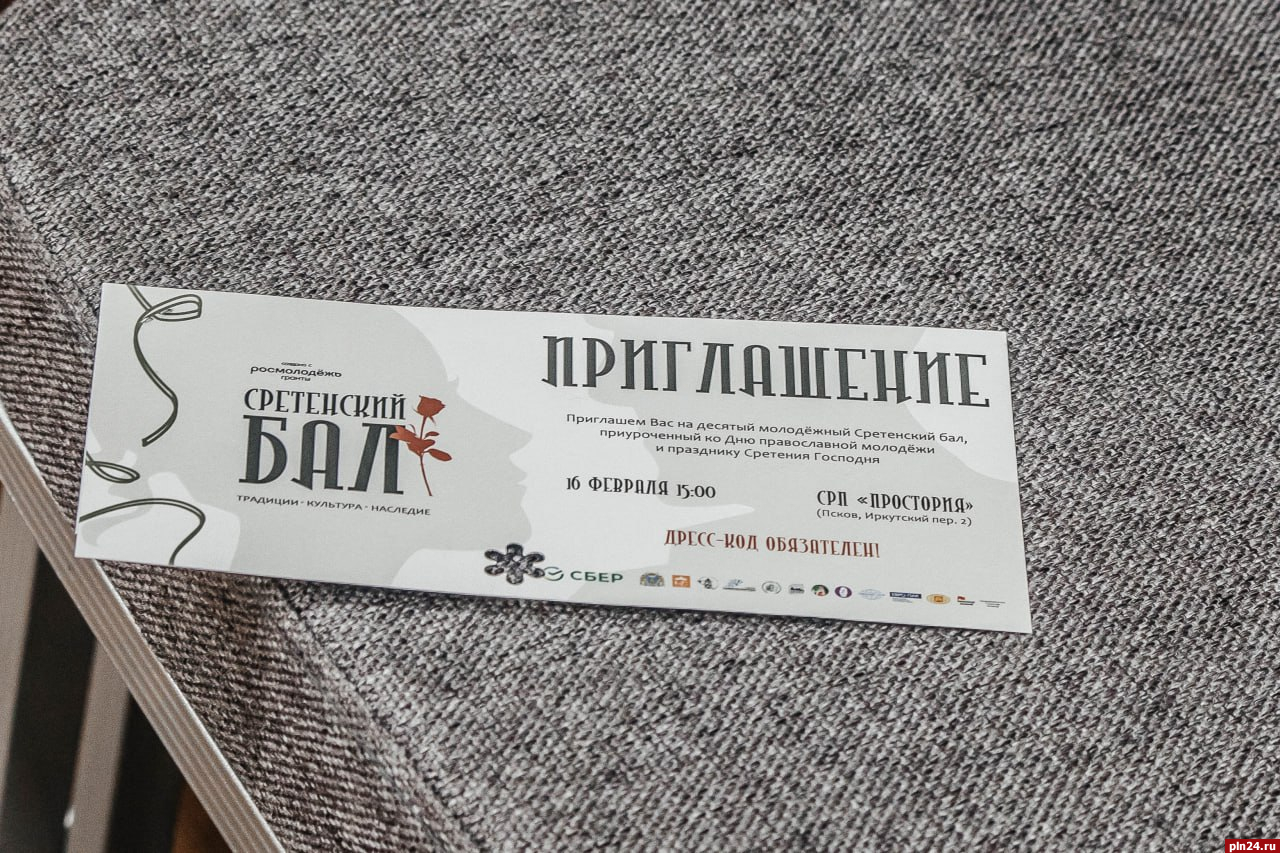 создано с
росмолодёжь
гранты
СРЕТЕНСКИЙ
БАЛ
ТРАДИЦИИ - КУЛЬТУРА - НАСЛЕДИЕ
ПРИГЛАШЕНИЕ
Приглашем Вас на десятый молодёжный Сретенский бал,
приуроченный ко Дню православной молодёжи
и празднику Сретения Господня
16 ФЕВРАЛЯ 15:00
СРП «ПРОСТОРИЯ»
(Псков, Иркутский пер. 2)
ДРЕСС-КОД ОБЯЗАТЕЛЕН!
СБЕР
pln24.ru